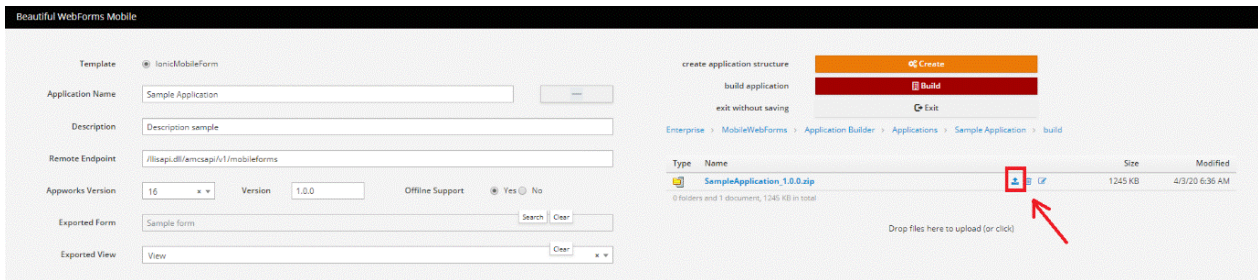 Beautiful WebForms Mobile
Template IonicMobileForm
Application Name Sample Application
Description Description sample
Remote Endpoint /llisapi.dll/amcsapi/v1/mobileforms
Appworks Version 16 x Version 1.0.0 Offline Support Yes No
Exported Form Sample form Search Clear
Exported View View Clear x
create application structure Create
build application Build
exit without saving Exit
Enterprise > MobileWebForms > Application Builder > Applications > Sample Application > build
Type Name Size Modified
SampleApplication_1.0.0.zip 1245 KB 4/3/20 6:36 AM
0 folders and 1 document, 1245 KB in total
Drop files here to upload (or click)